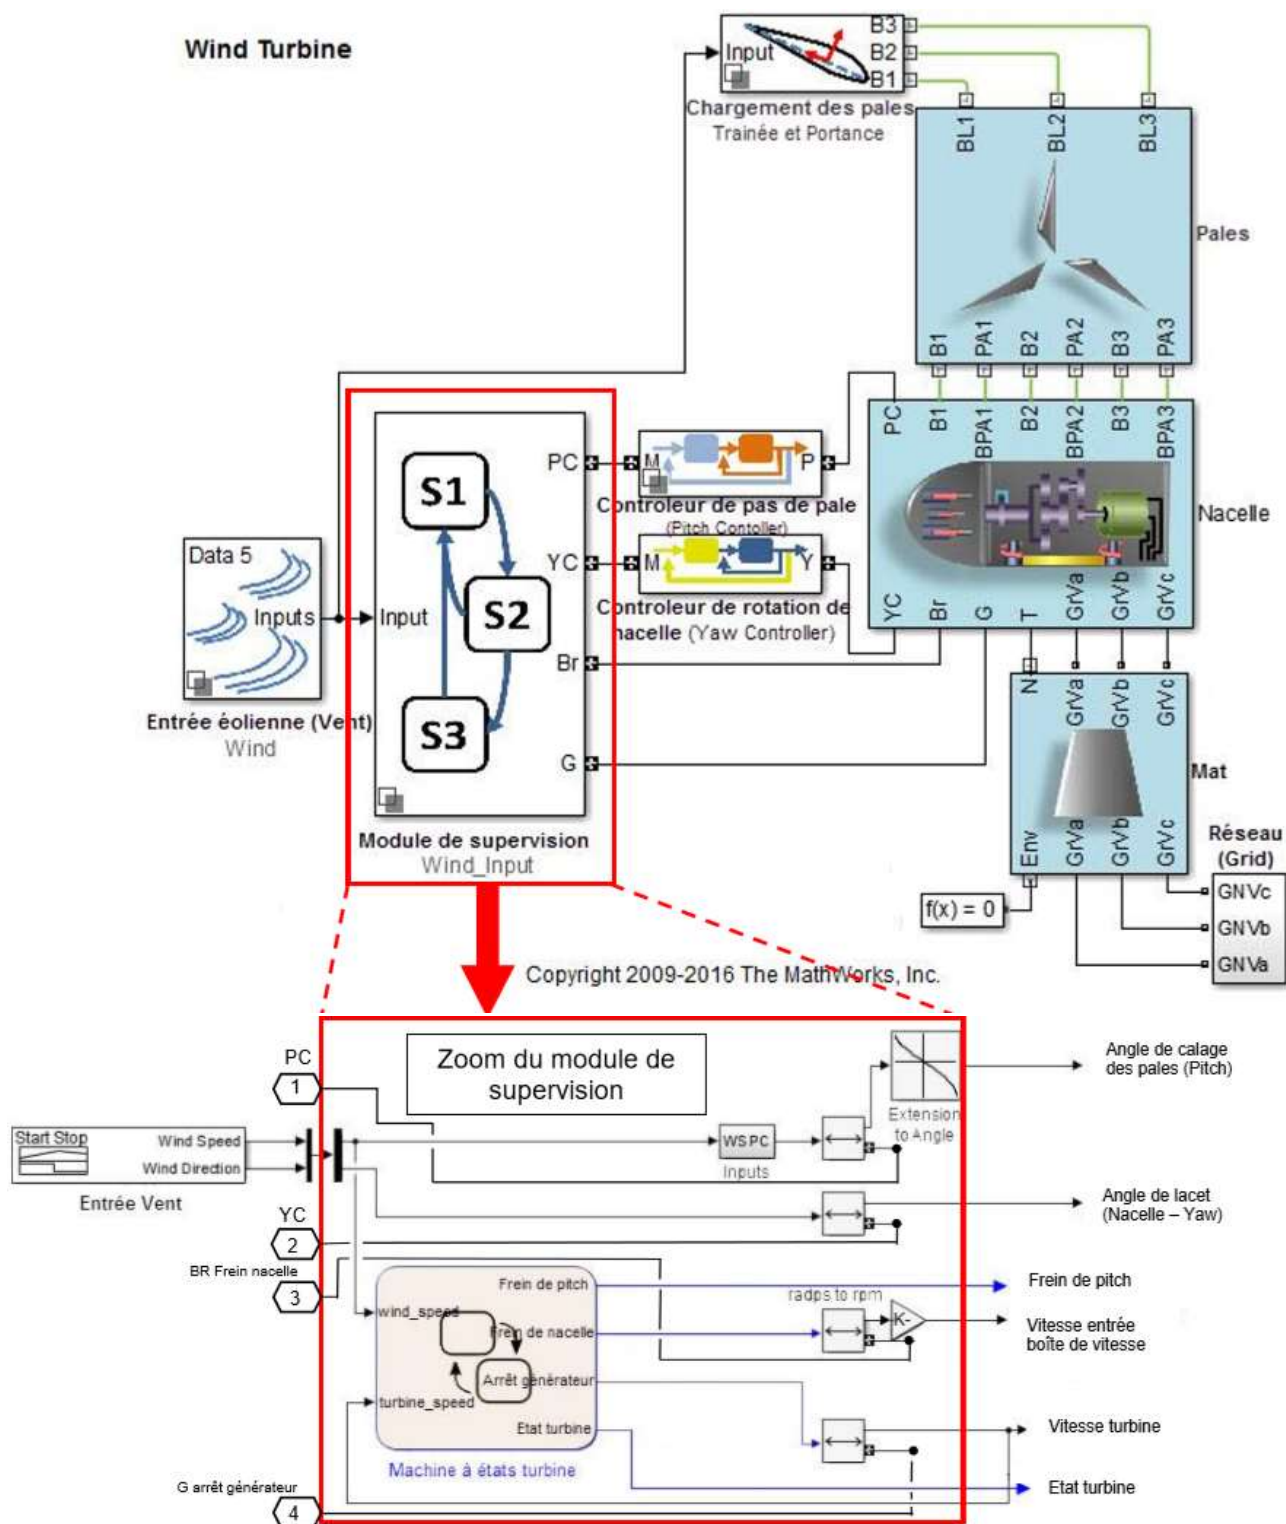 Wind Turbine
Input
B3
B2
B1
Chargement des pales
Trainée et Portance
BL1
BL2
BL3
Pales
B1
PA1
B2
PA2
B3
PA3
PC
B1
BPA1
B2
BPA2
B3
BPA3
Nacelle
YC
Br
G
T
GrVa
GrVb
GrVc
Data 5
Inputs
Entrée éolienne (Vent)
Wind
Input
S1
S2
S3
PC
YC
Br
G
Module de supervision
Wind_Input
M
P
Controleur de pas de pale
(Pitch Contoller)
M
Y
Controleur de rotation de
nacelle (Yaw Controller)
N
GrVa
GrVb
GrVc
Mat
Env
GrVa
GrVb
GrVc
f(x) = 0
Réseau
(Grid)
GNVc
GNVb
GNVa
Copyright 2009-2016 The MathWorks, Inc.
Zoom du module de
supervision
PC
1
Start Stop
Wind Speed
Wind Direction
Entrée Vent
WSPC
Inputs
Extension
to Angle
Angle de calage
des pales (Pitch)
YC
2
Angle de lacet
(Nacelle – Yaw)
BR Frein nacelle
3
wind_speed
turbine_speed
Frein de pitch
Frein de nacelle
Arrêt générateur
Etat turbine
Machine à états turbine
radps to rpm
K-
Frein de pitch
Vitesse entrée
boîte de vitesse
Vitesse turbine
Etat turbine
G arrêt générateur
4